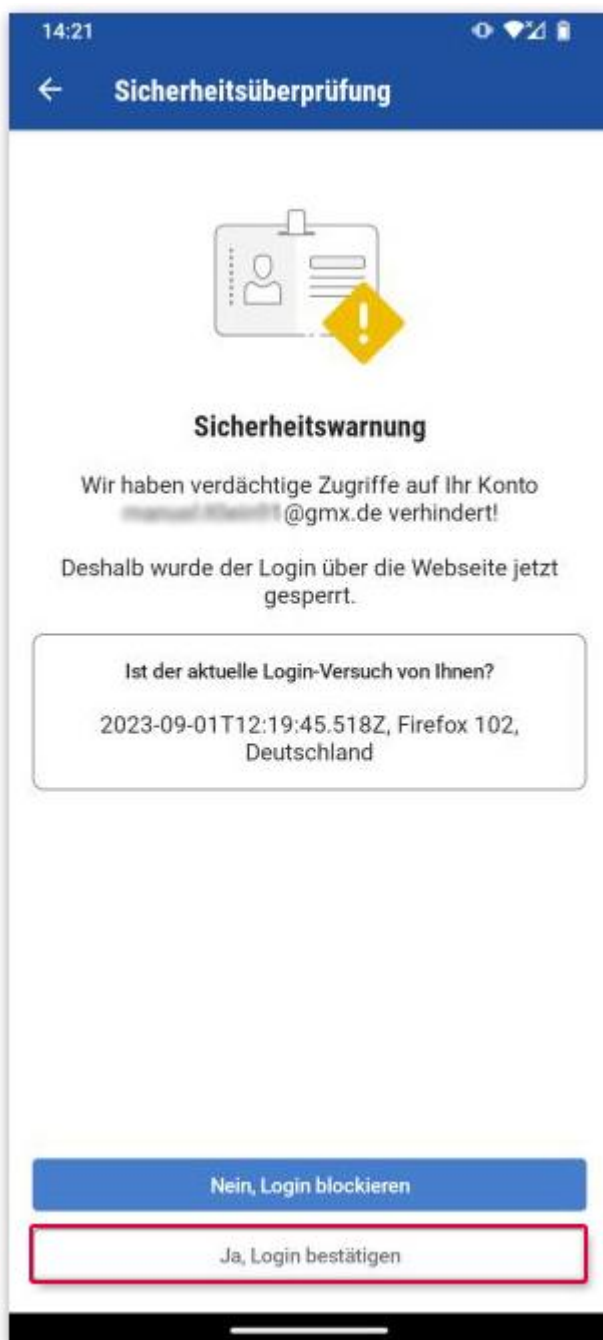 14:21
Sicherheitsüberprüfung
Sicherheitswarnung
Wir haben verdächtige Zugriffe auf Ihr Konto
@gmx.de verhindert!
Deshalb wurde der Login über die Webseite jetzt
gesperrt.
Ist der aktuelle Login-Versuch von Ihnen?
2023-09-01T12:19:45.518Z, Firefox 102,
Deutschland
Nein, Login blockieren
Ja, Login bestätigen